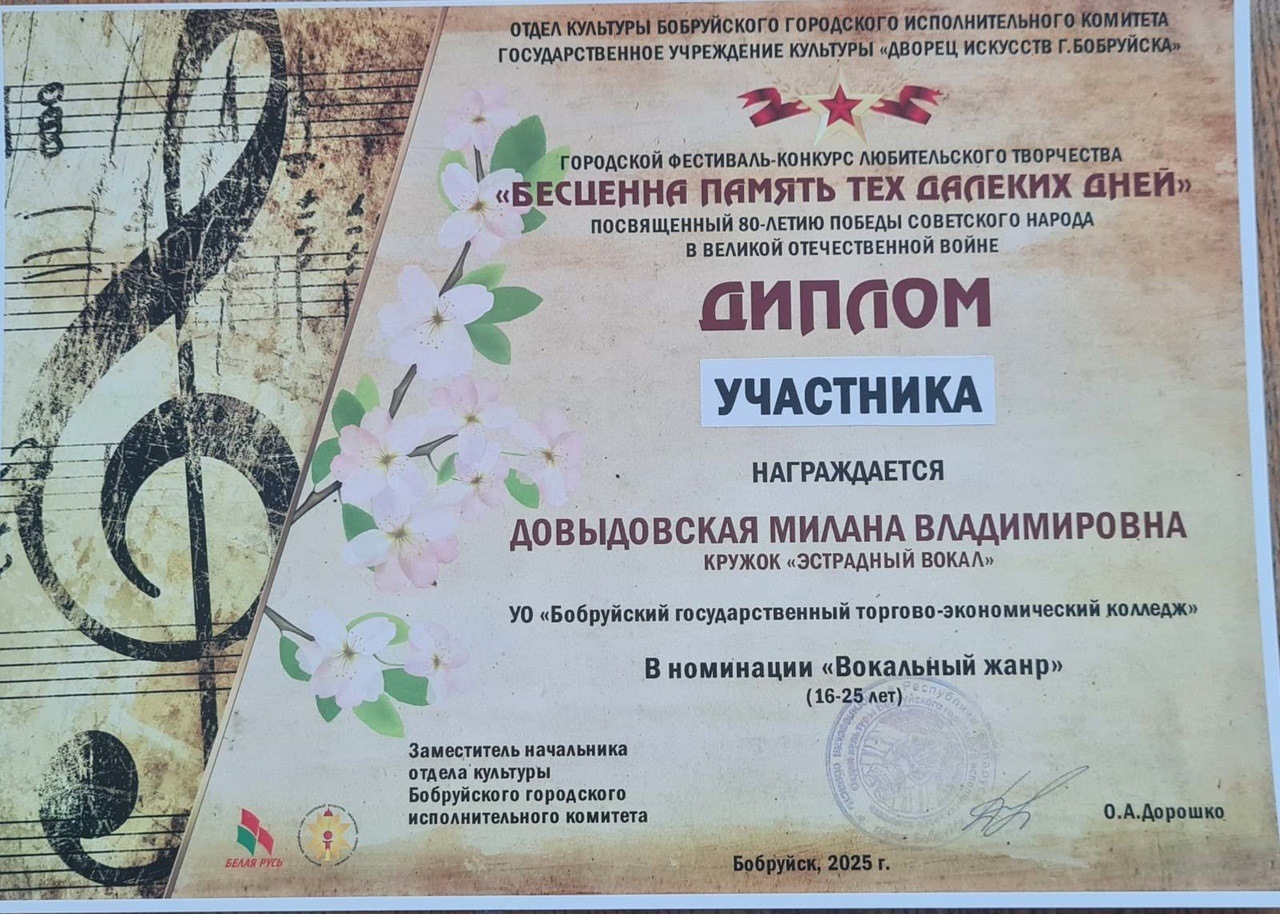 ОТДЕЛ КУЛЬТУРЫ БОБРУЙСКОГО ГОРОДСКОГО ИСПОЛНИТЕЛЬНОГО КОМИТЕТА
ГОСУДАРСТВЕННОЕ УЧРЕЖДЕНИЕ КУЛЬТУРЫ «ДВОРЕЦ ИСКУССТВ Г.БОБРУЙСКА»
ГОРОДСКОЙ ФЕСТИВАЛЬ-КОНКУРС ЛЮБИТЕЛЬСКОГО ТВОРЧЕСТВА
«БЕСЦЕННА ПАМЯТЬ ТЕХ ДАЛЕКИХ ДНЕЙ»
ПОСВЯЩЕННЫЙ 80-ЛЕТИЮ ПОБЕДЫ СОВЕТСКОГО НАРОДА
В ВЕЛИКОЙ ОТЕЧЕСТВЕННОЙ ВОЙНЕ
ДИПЛОМ
УЧАСТНИКА
НАГРАЖДАЕТСЯ
ДОВЫДОВСКАЯ МИЛАНА ВЛАДИМИРОВНА
КРУЖОК «ЭСТРАДНЫЙ ВОКАЛ»
УО «Бобруйский государственный торгово-экономический колледж»
В номинации «Вокальный жанр»
(16-25 лет)
Заместитель начальника
отдела культуры
Бобруйского городского
исполнительного комитета
О.А.Дорошко
БЕЛАЯ РУСЬ
Бобруйск, 2025 г.